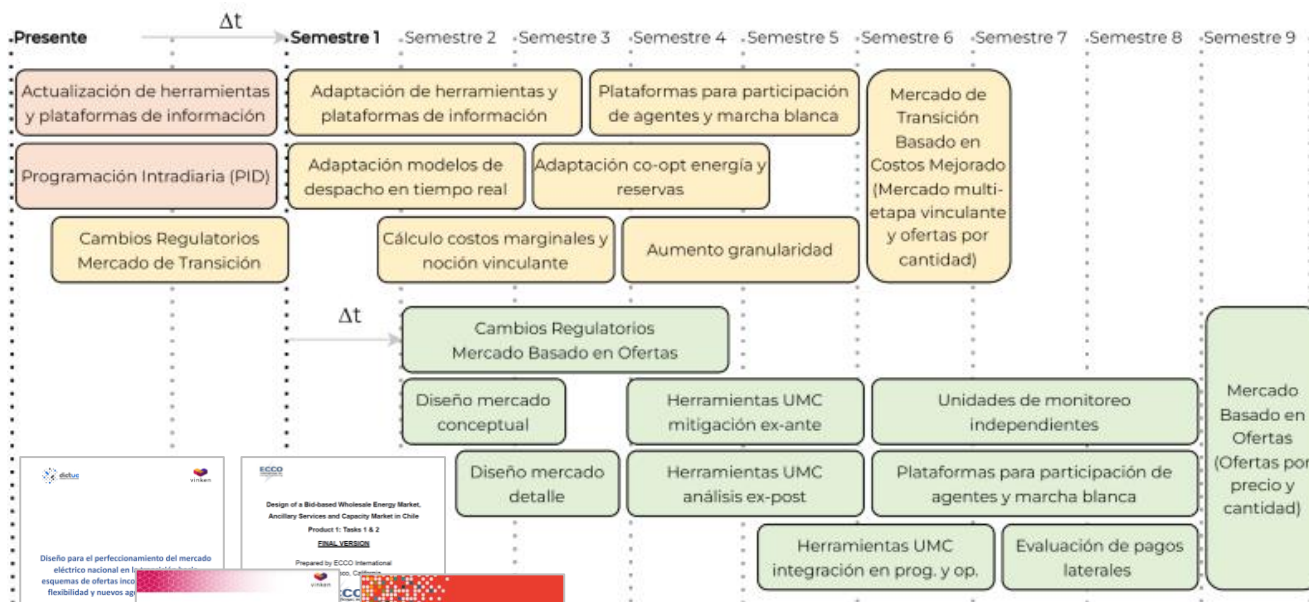 Δt
Presente
Semestre 1
Semestre 2
Semestre 3
Semestre 4
Semestre 5
Semestre 6
Semestre 7
Semestre 8
Semestre 9
Actualización de herramientas
y plataformas de información
Adaptación de herramientas y
plataformas de información
Plataformas para participación
de agentes y marcha blanca
Mercado de
Transición
Basado en
Costos Mejorado
(Mercado multi-
etapa vinculante
y ofertas por
cantidad)
Programación Intradiaria (PID)
Adaptación modelos de
despacho en tiempo real
Adaptación co-opt energía y
reservas
Cambios Regulatorios
Mercado de Transición
Cálculo costos marginales y
noción vinculante
Aumento granularidad
Δt
Cambios Regulatorios
Mercado Basado en Ofertas
Mercado
Basado en
Ofertas
(Ofertas por
precio y
cantidad)
Diseño mercado
conceptual
Herramientas UMC
mitigación ex-ante
Unidades de monitoreo
independientes
Diseño mercado
detalle
Herramientas UMC
análisis ex-post
Plataformas para participación de
agentes y marcha blanca
Herramientas UMC
integración en prog. y op.
Evaluación de pagos
laterales
dictuc
vinken
Diseño para el perfeccionamiento del mercado
eléctrico nacional en
esquemas de ofertas
flexibilidad y nuevos
ECCO
Design of a Bid-based Wholesale Energy Market,
Ancillary Services and Capacity Market in Chile
Product 1: Tasks 1 & 2
FINAL VERSION
Prepared by ECCO International
vinken